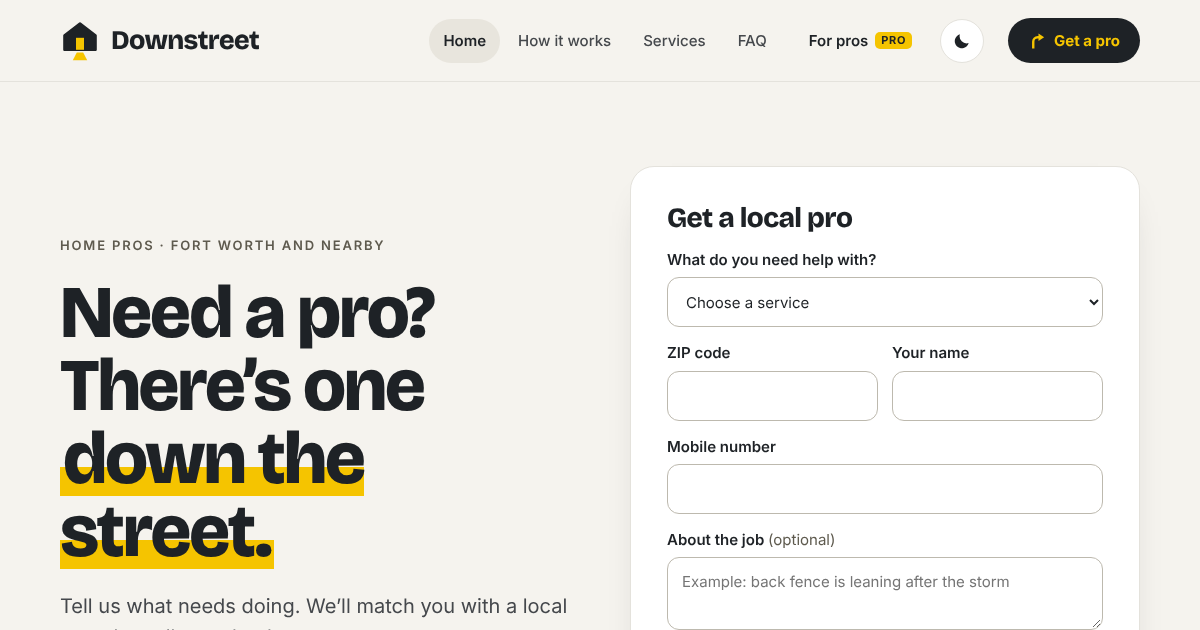 Downstreet
Home
How it works
Services
FAQ
For pros PRO
Get a pro
HOME PROS · FORT WORTH AND NEARBY
Need a pro?
There’s one
down the
street.
Tell us what needs doing. We’ll match you with a local
Get a local pro
What do you need help with?
Choose a service
ZIP code
Your name
Mobile number
About the job (optional)
Example: back fence is leaning after the storm